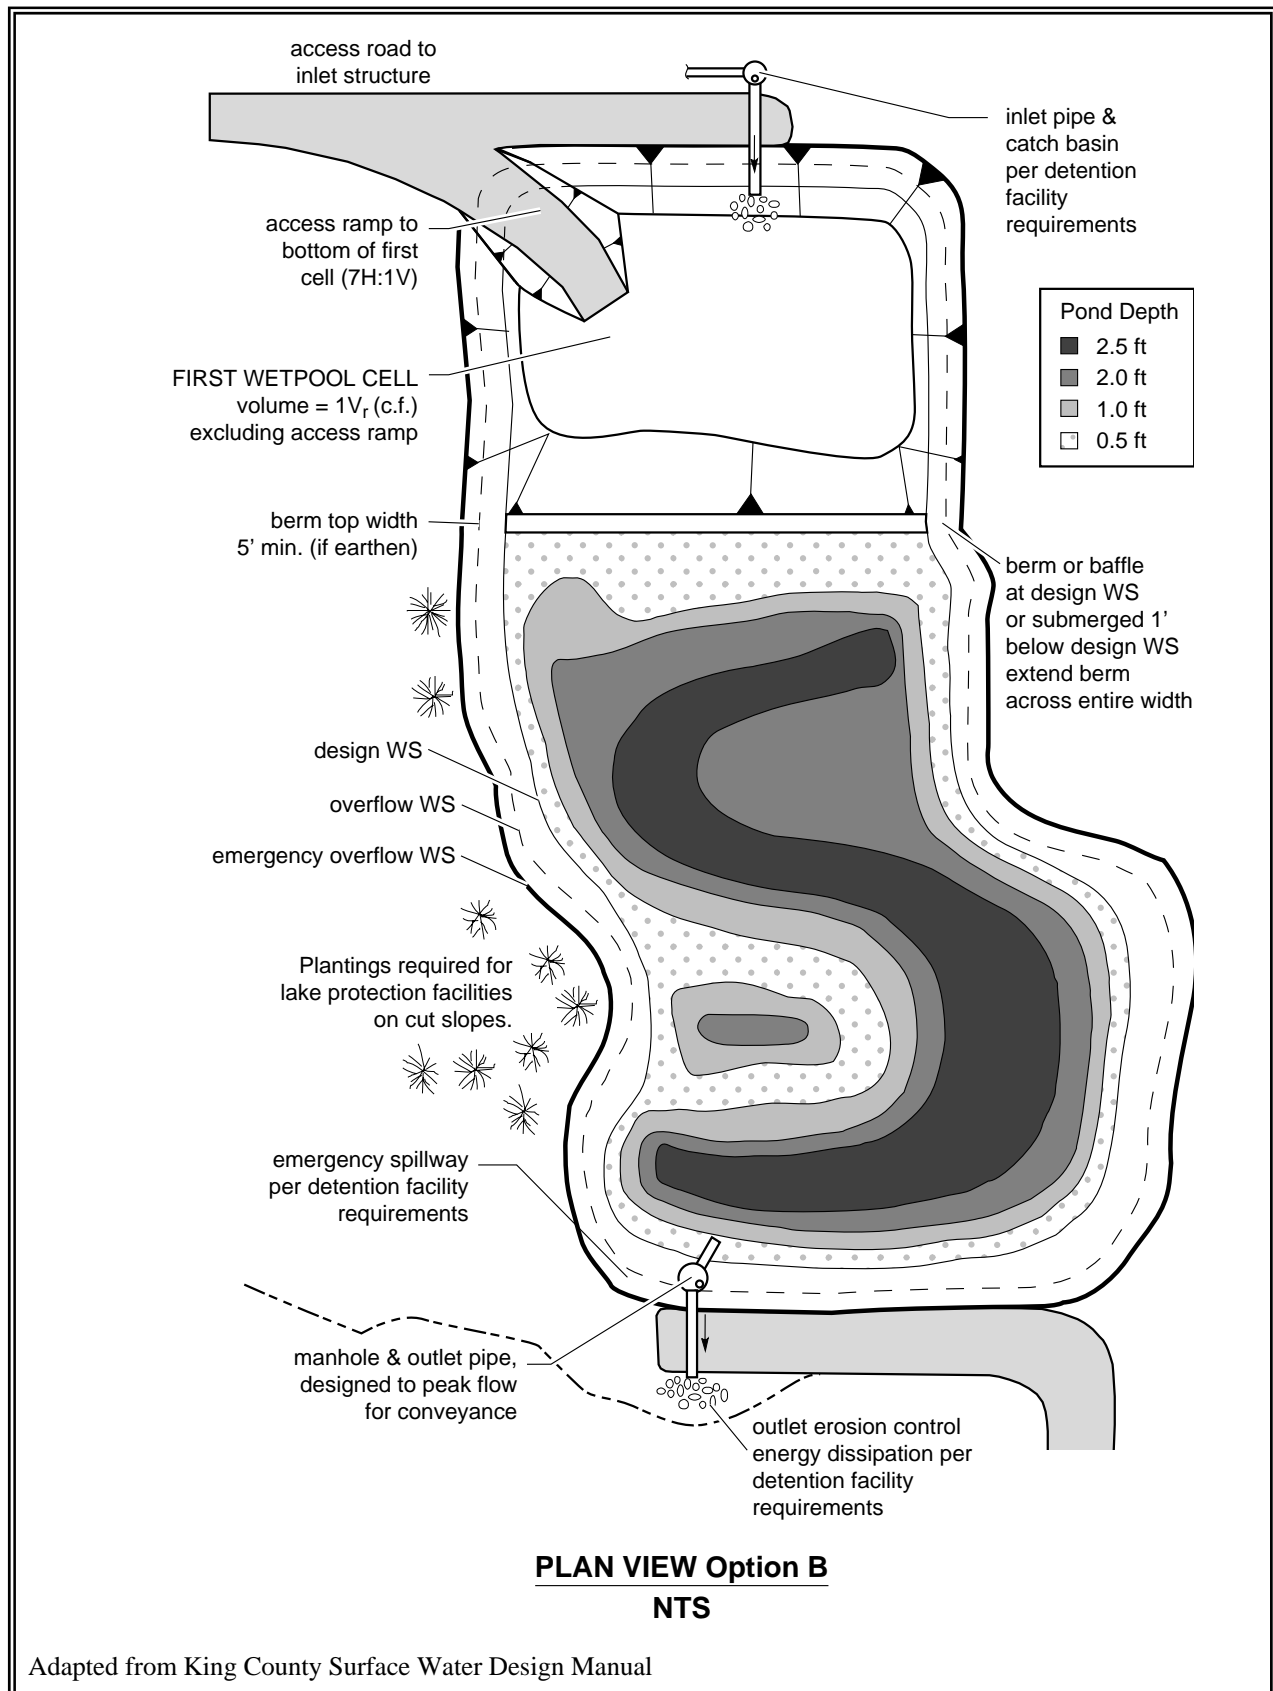 access road to
inlet structure
inlet pipe &
catch basin
per detention
facility
requirements
access ramp to
bottom of first
cell (7H:1V)
Pond Depth
2.5 ft
2.0 ft
1.0 ft
0.5 ft
FIRST WETPOOL CELL
volume = 1Vr (c.f.)
excluding access ramp
berm top width
5’ min. (if earthen)
berm or baffle
at design WS
or submerged 1’
below design WS
extend berm
across entire width
design WS
overflow WS
emergency overflow WS
Plantings required for
lake protection facilities
on cut slopes.
emergency spillway
per detention facility
requirements
manhole & outlet pipe,
designed to peak flow
for conveyance
outlet erosion control
energy dissipation per
detention facility
requirements
PLAN VIEW Option B
NTS
Adapted from King County Surface Water Design Manual